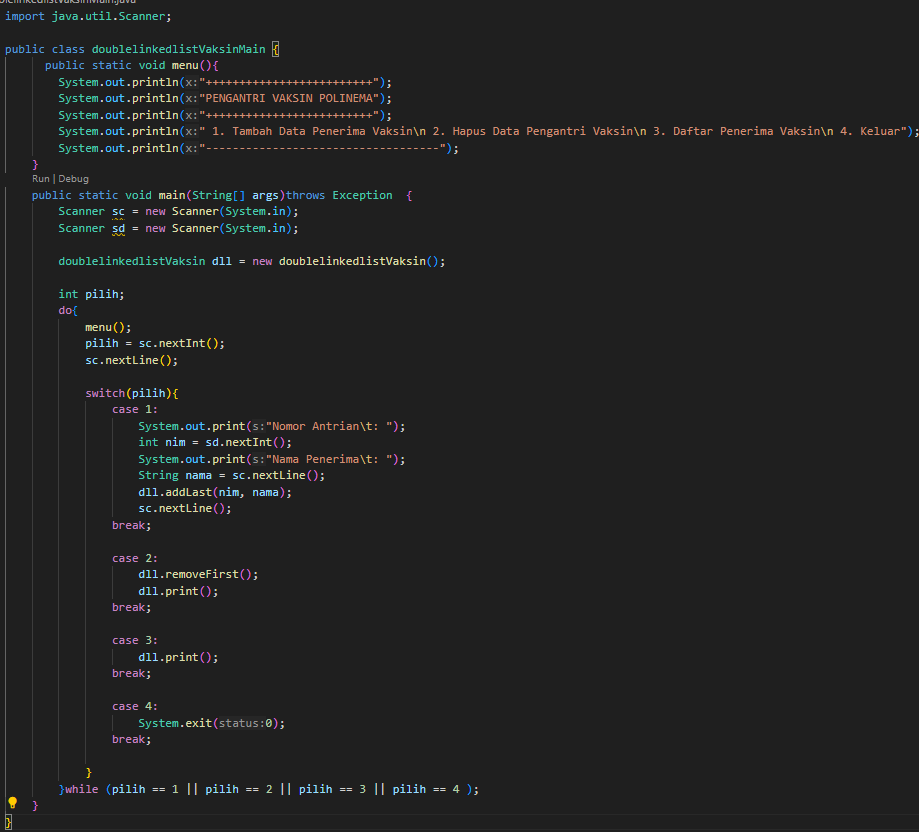 import java.util.Scanner;
public class doublelinkedlistVaksinMain {
public static void menu(){
System.out.println(x:"+++++++++++++++++++++++++");
System.out.println(x:"PENGANTRI VAKSIN POLINEMA");
System.out.println(x:"+++++++++++++++++++++++++");
System.out.println(x:" 1. Tambah Data Penerima Vaksin\n 2. Hapus Data Pengantri Vaksin\n 3. Daftar Penerima Vaksin\n 4. Keluar");
System.out.println(x:"-----------------------------------");
}
Run | Debug
public static void main(String[] args)throws Exception  {
Scanner sc = new Scanner(System.in);
Scanner sd = new Scanner(System.in);
doublelinkedlistVaksin dll = new doublelinkedlistVaksin();
int pilih;
do{
menu();
pilih = sc.nextInt();
sc.nextLine();
switch(pilih){
case 1:
System.out.print(s:"Nomor Antrian\t: ");
int nim = sd.nextInt();
System.out.print(s:"Nama Penerima\t: ");
String nama = sc.nextLine();
dll.addLast(nim, nama);
sc.nextLine();
break;
case 2:
dll.removeFirst();
dll.print();
break;
case 3:
dll.print();
break;
case 4:
System.exit(status:0);
break;
}
}while (pilih == 1 || pilih == 2 || pilih == 3 || pilih == 4 );
}
}